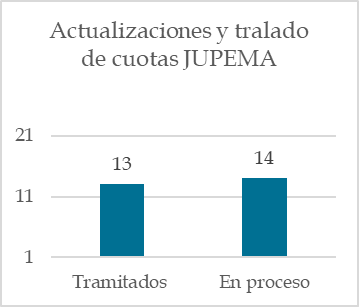 Actualizaciones y tralado
de cuotas JUPEMA
21
13
14
11
1
Tramitados
En proceso